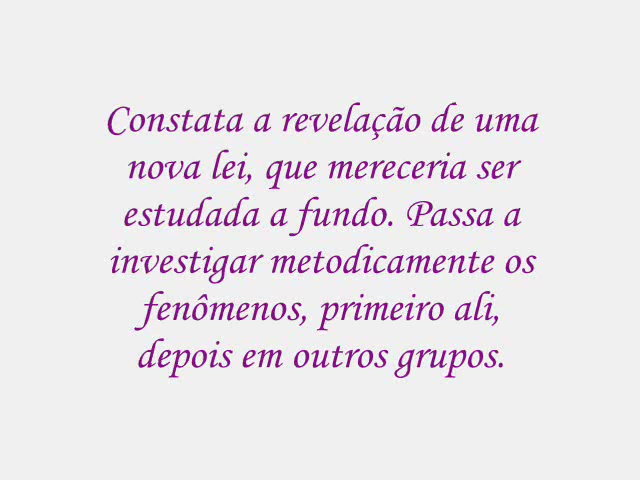 Constata a revelação de uma
nova lei, que mereceria ser
estudada a fundo. Passa a
investigar metodicamente os
fenômenos, primeiro ali,
depois em outros grupos.